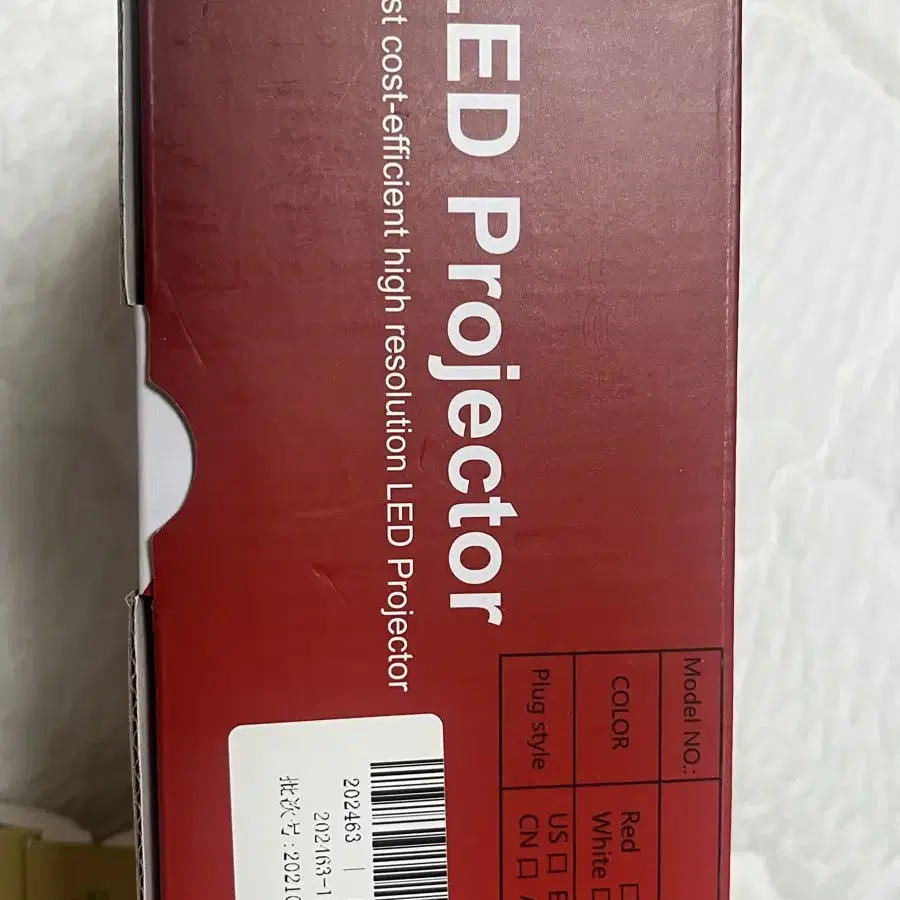 LED Projector
st cost-efficient high resolution LED Projector
Model NO.:
COLOR
Red □
White □
Plug style
US □
CN □
202463
202463-1
批次号:2021